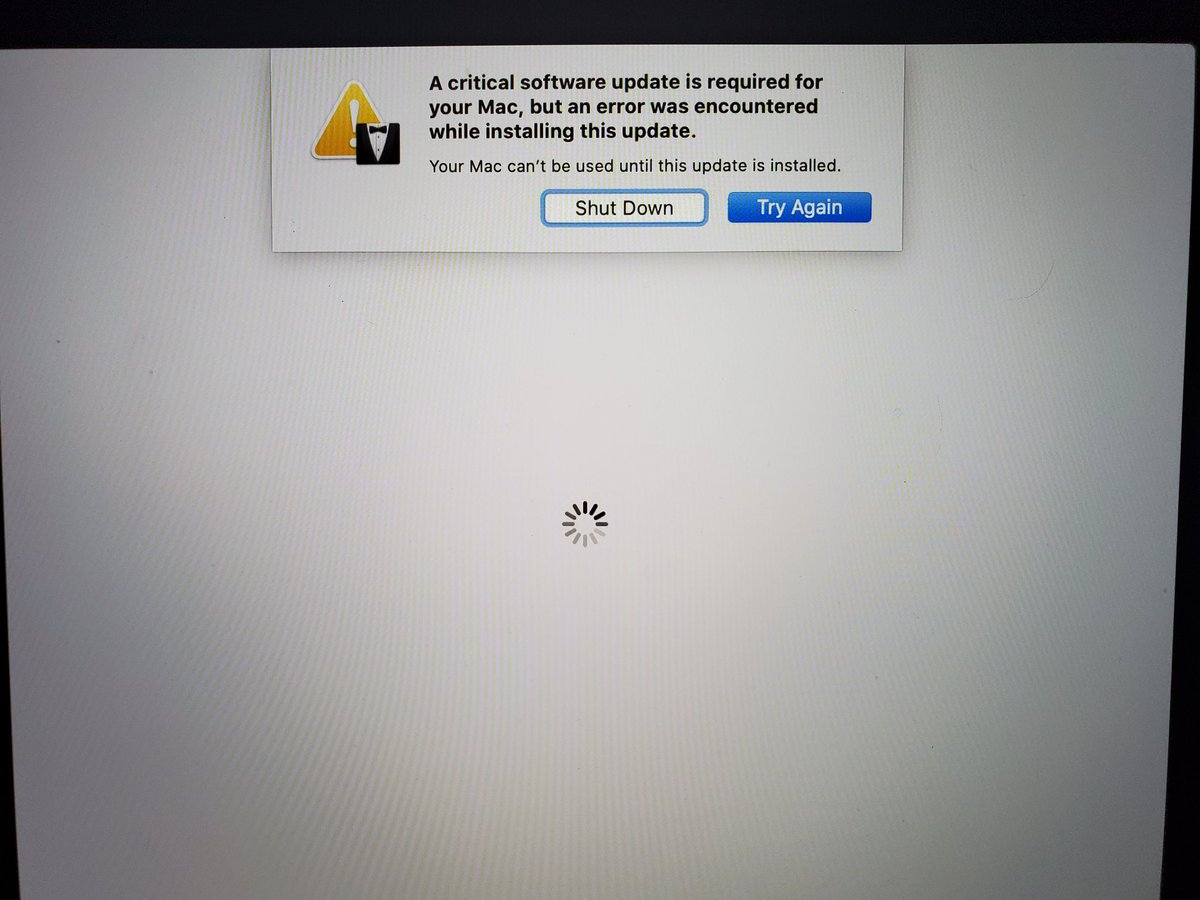 A critical software update is required for
your Mac, but an error was encountered
while installing this update.
Your Mac can’t be used until this update is installed.
Shut Down
Try Again